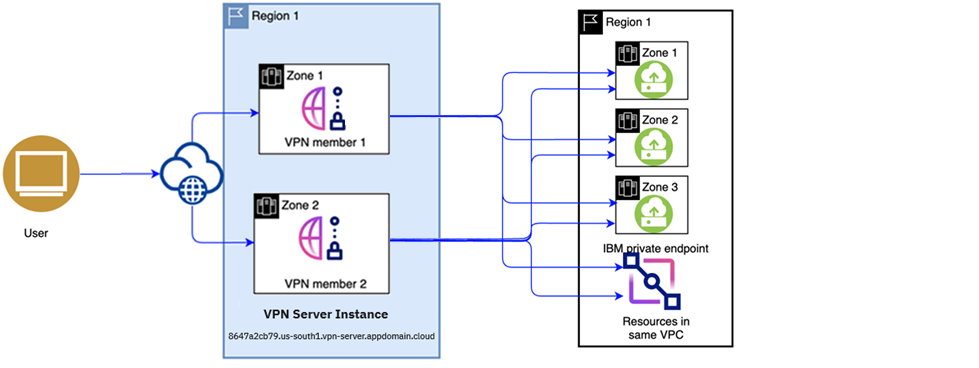 Region 1
Zone 1
VPN member 1
Zone 2
VPN member 2
VPN Server Instance
8647a2cb79.us-south1.vpn-server.appdomain.cloud
User
Region 1
Zone 1
Zone 2
Zone 3
IBM private endpoint
Resources in
same VPC